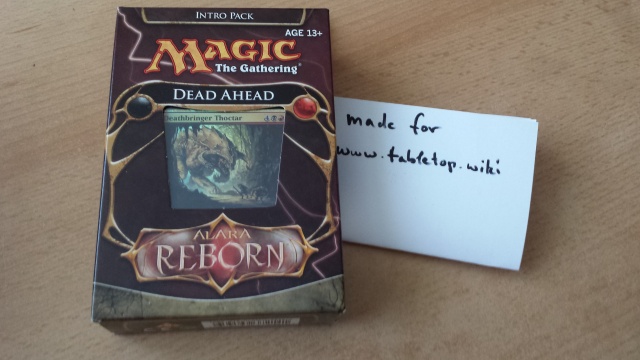 INTRO PACK
AGE 13+
MAGIC
The Gathering®
DEAD AHEAD
Deathbringer Thoctar
ALARA
REBORN
made for
www.tabletop.wiki